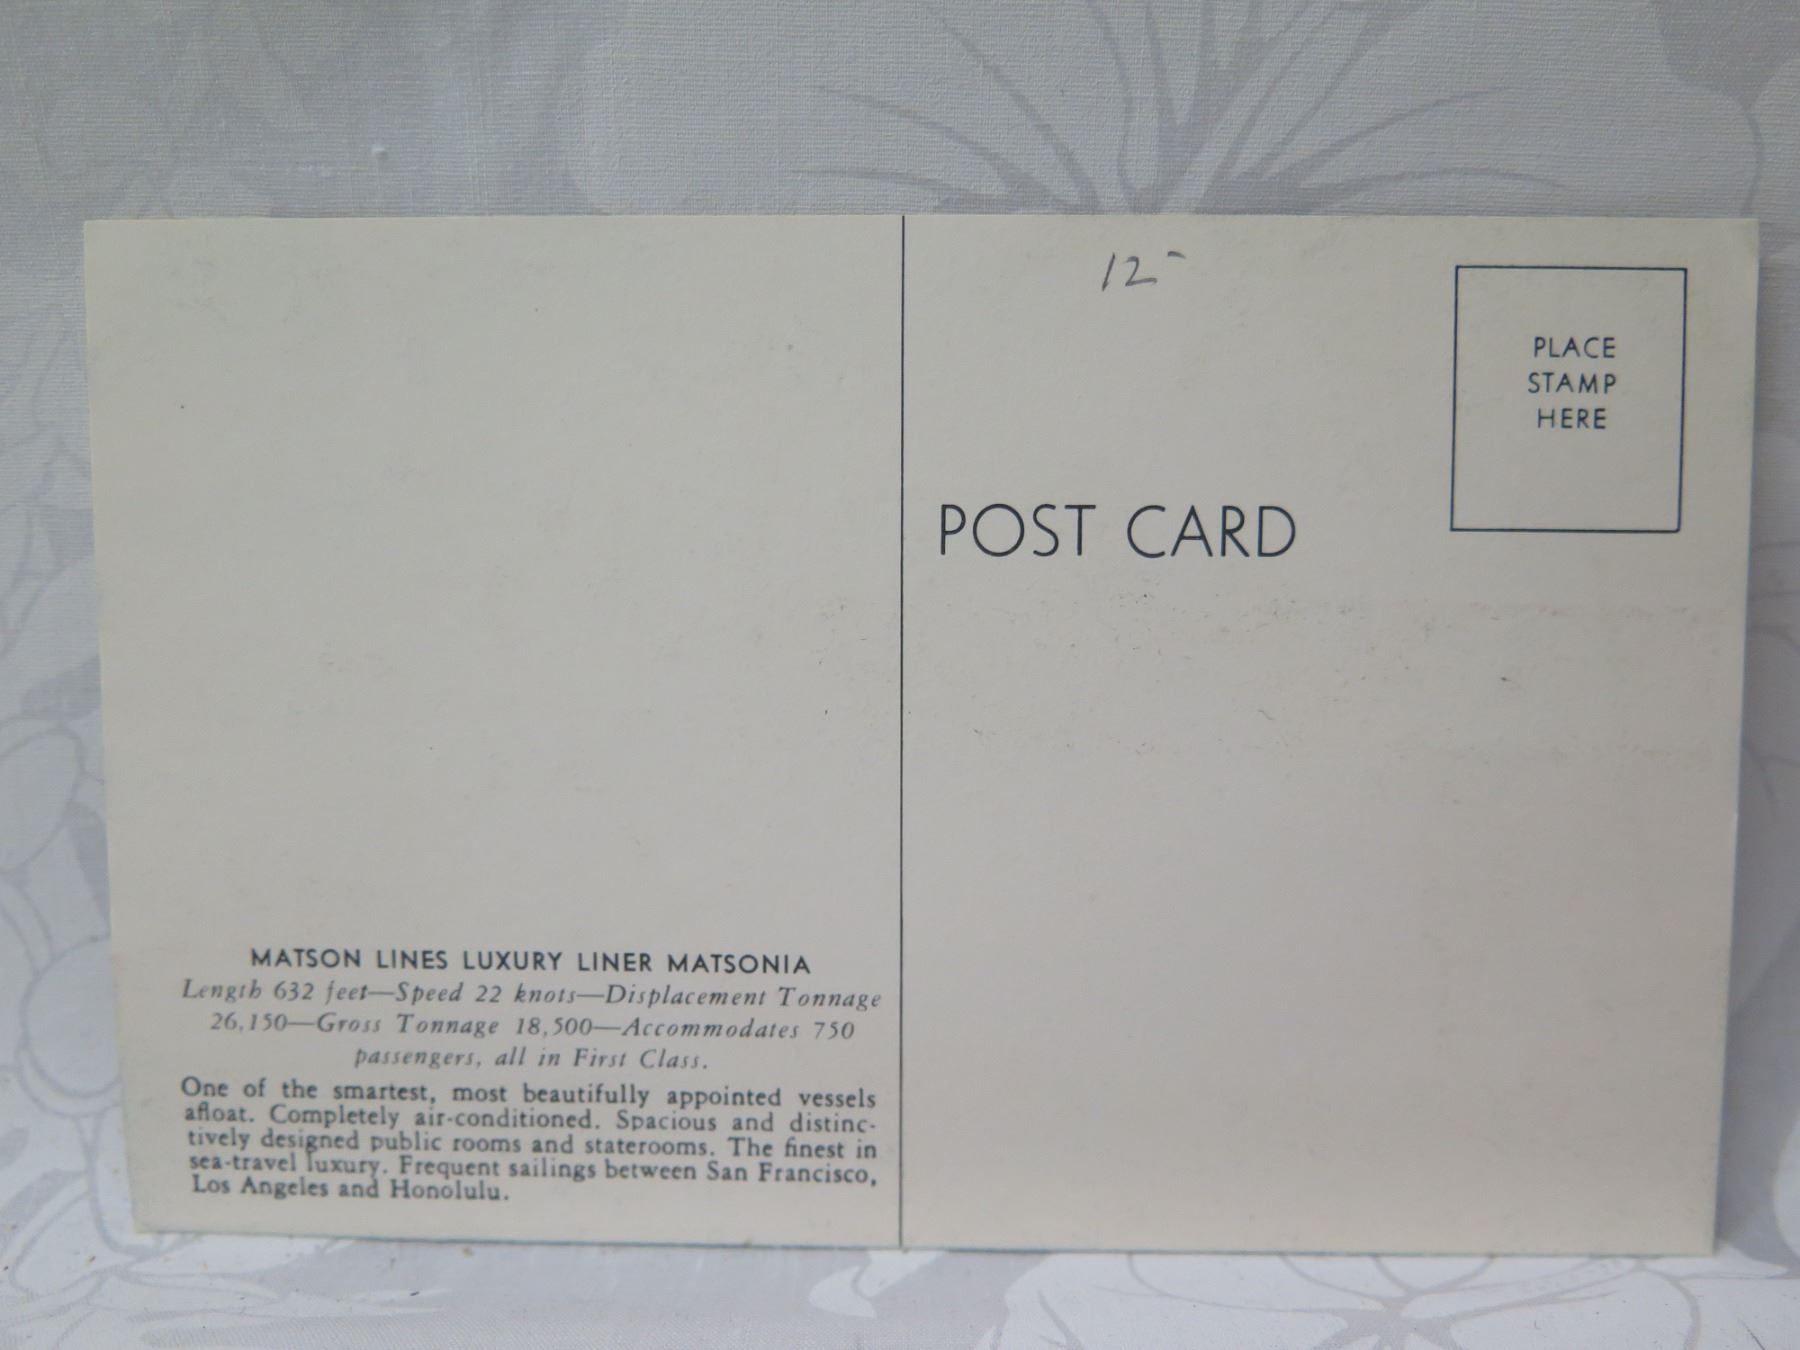 12-
PLACE
STAMP
HERE
POST CARD
MATSON LINES LUXURY LINER MATSONIA
Length 632 feet—Speed 22 knots—Displacement Tonnage
26,150—Gross Tonnage 18,500—Accommodates 750
passengers, all in First Class.
One of the smartest, most beautifully appointed vessels
afloat. Completely air-conditioned. Spacious and distinc-
tively designed public rooms and staterooms. The finest in
sea-travel luxury. Frequent sailings between San Francisco,
Los Angeles and Honolulu.